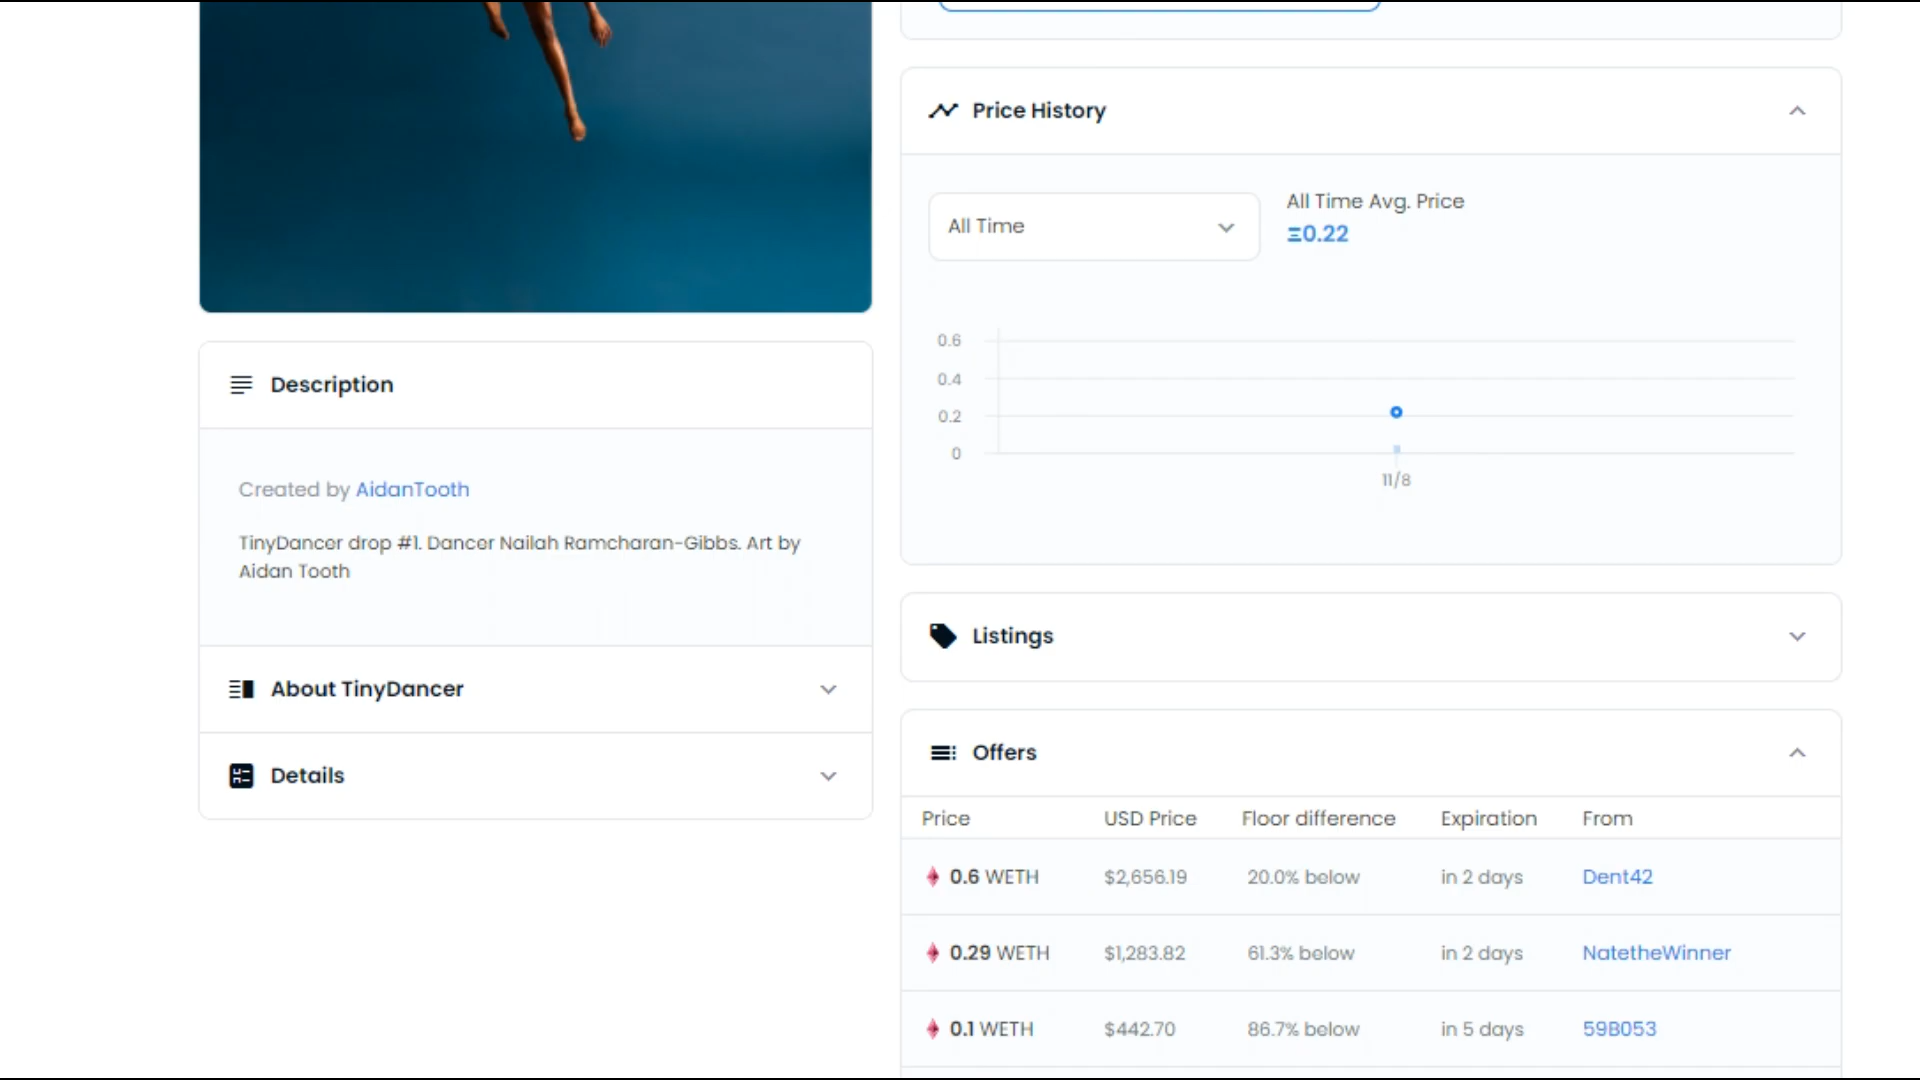 Price History
All Time
All Time Avg. Price
Ξ0.22
0.6
0.4
0.2
0
11/8
Description
Created by AidanTooth
TinyDancer drop #1. Dancer Nailah Ramcharan-Gibbs. Art by
Aidan Tooth
About TinyDancer
Details
Listings
Offers
Price USD Price Floor difference Expiration From
0.6 WETH $2,656.19 20.0% below in 2 days Dent42
0.29 WETH $1,283.82 61.3% below in 2 days NatetheWinner
0.1 WETH $442.70 86.7% below in 5 days 59B053